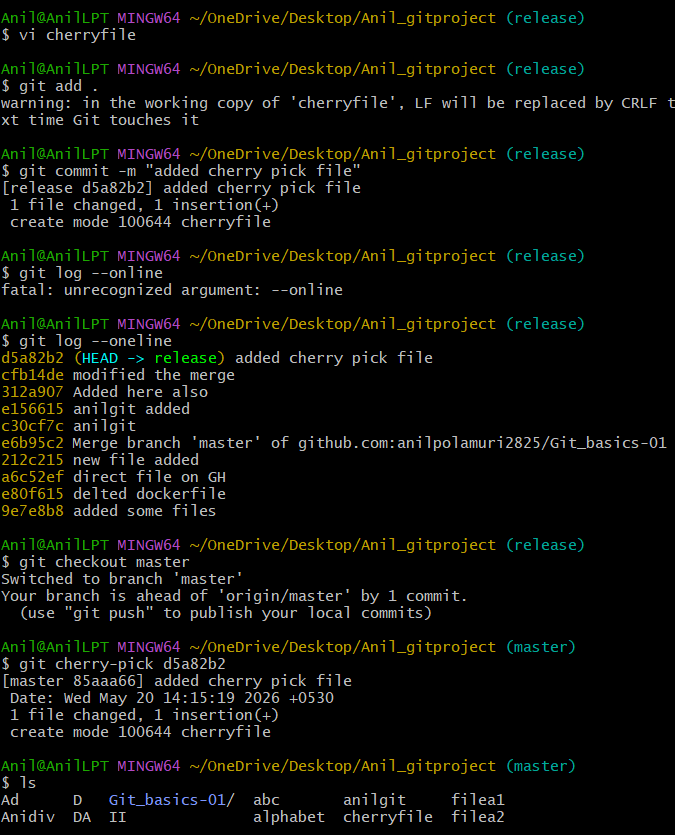 Anil@AnilLPT MINGW64 ~/OneDrive/Desktop/Anil_gitproject (release)
$ vi cherryfile
Anil@AnilLPT MINGW64 ~/OneDrive/Desktop/Anil_gitproject (release)
$ git add .
warning: in the working copy of 'cherryfile', LF will be replaced by CRLF t
xt time Git touches it
Anil@AnilLPT MINGW64 ~/OneDrive/Desktop/Anil_gitproject (release)
$ git commit -m "added cherry pick file"
[release d5a82b2] added cherry pick file
 1 file changed, 1 insertion(+)
 create mode 100644 cherryfile
Anil@AnilLPT MINGW64 ~/OneDrive/Desktop/Anil_gitproject (release)
$ git log --online
fatal: unrecognized argument: --online
Anil@AnilLPT MINGW64 ~/OneDrive/Desktop/Anil_gitproject (release)
$ git log --oneline
d5a82b2 (HEAD -> release) added cherry pick file
cfb14de modified the merge
312a907 Added here also
e156615 anilgit added
c30cf7c anilgit
e6b95c2 Merge branch 'master' of github.com:anilpolamuri2825/Git_basics-01
212c215 new file added
a6c52ef direct file on GH
e80f615 delted dockerfile
9e7e8b8 added some files
Anil@AnilLPT MINGW64 ~/OneDrive/Desktop/Anil_gitproject (release)
$ git checkout master
Switched to branch 'master'
Your branch is ahead of 'origin/master' by 1 commit.
  (use "git push" to publish your local commits)
Anil@AnilLPT MINGW64 ~/OneDrive/Desktop/Anil_gitproject (master)
$ git cherry-pick d5a82b2
[master 85aaa66] added cherry pick file
 Date: Wed May 20 14:15:19 2026 +0530
 1 file changed, 1 insertion(+)
 create mode 100644 cherryfile
Anil@AnilLPT MINGW64 ~/OneDrive/Desktop/Anil_gitproject (master)
$ ls
Ad      D   Git_basics-01/  abc       anilgit     filea1
Anidiv  DA  II              alphabet  cherryfile  filea2